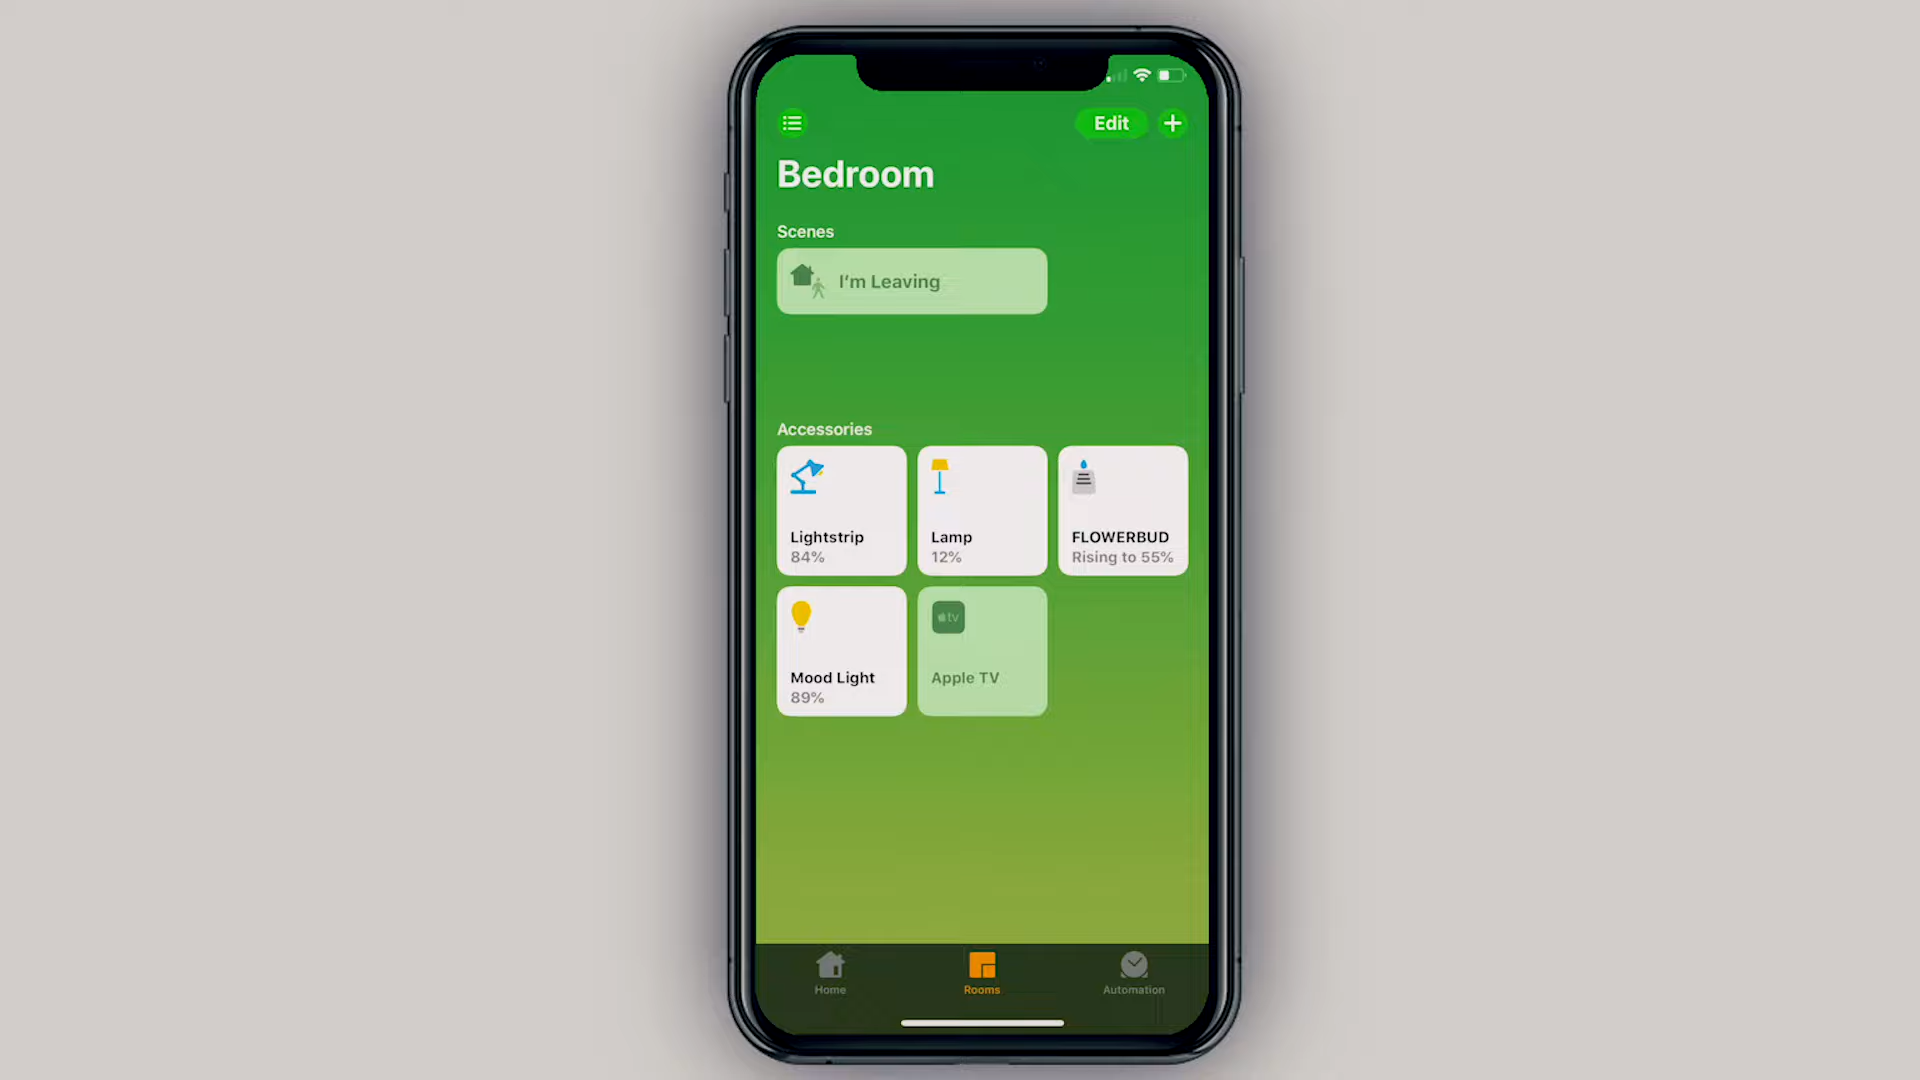 Edit
Bedroom
Scenes
I'm Leaving
Accessories
Lightstrip
84%
Lamp
12%
FLOWERBUD
Rising to 55%
Mood Light
89%
tv
Apple TV
Home
Rooms
Automation